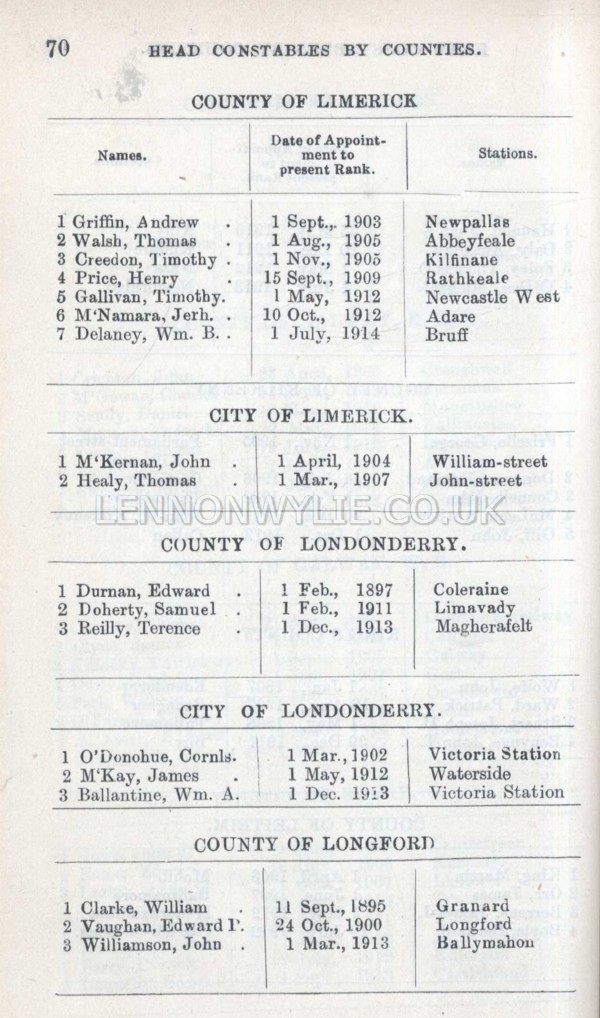 70 HEAD CONSTABLES BY COUNTIES.
COUNTY OF LIMERICK
Names. Date of Appoint-
ment to
present Rank. Stations.
1 Griffin, Andrew . 1 Sept., 1903 Newpallas
2 Walsh, Thomas . 1 Aug., 1905 Abbeyfeale
3 Creedon, Timothy . 1 Nov., 1905 Kilfinane
4 Price, Henry . 15 Sept., 1909 Rathkeale
5 Gallivan, Timothy. 1 May, 1912 Newcastle West
6 M'Namara, Jerh. . 10 Oct., 1912 Adare
7 Delaney, Wm. B. . 1 July, 1914 Bruff
CITY OF LIMERICK.
1 M'Kernan, John . 1 April, 1904 William-street
2 Healy, Thomas . 1 Mar., 1907 John-street
LENNONWYLIE.CO.UK
COUNTY OF LONDONDERRY.
1 Durnan, Edward . 1 Feb., 1897 Coleraine
2 Doherty, Samuel . 1 Feb., 1911 Limavady
3 Reilly, Terence . 1 Dec., 1913 Magherafelt
CITY OF LONDONDERRY.
1 O'Donohue, Cornls. 1 Mar., 1902 Victoria Station
2 M'Kay, James . 1 May, 1912 Waterside
3 Ballantine, Wm. A. 1 Dec. 1913 Victoria Station
COUNTY OF LONGFORD
1 Clarke, William . 11 Sept., 1895 Granard
2 Vaughan, Edward P. 24 Oct., 1900 Longford
3 Williamson, John . 1 Mar., 1913 Ballymahon